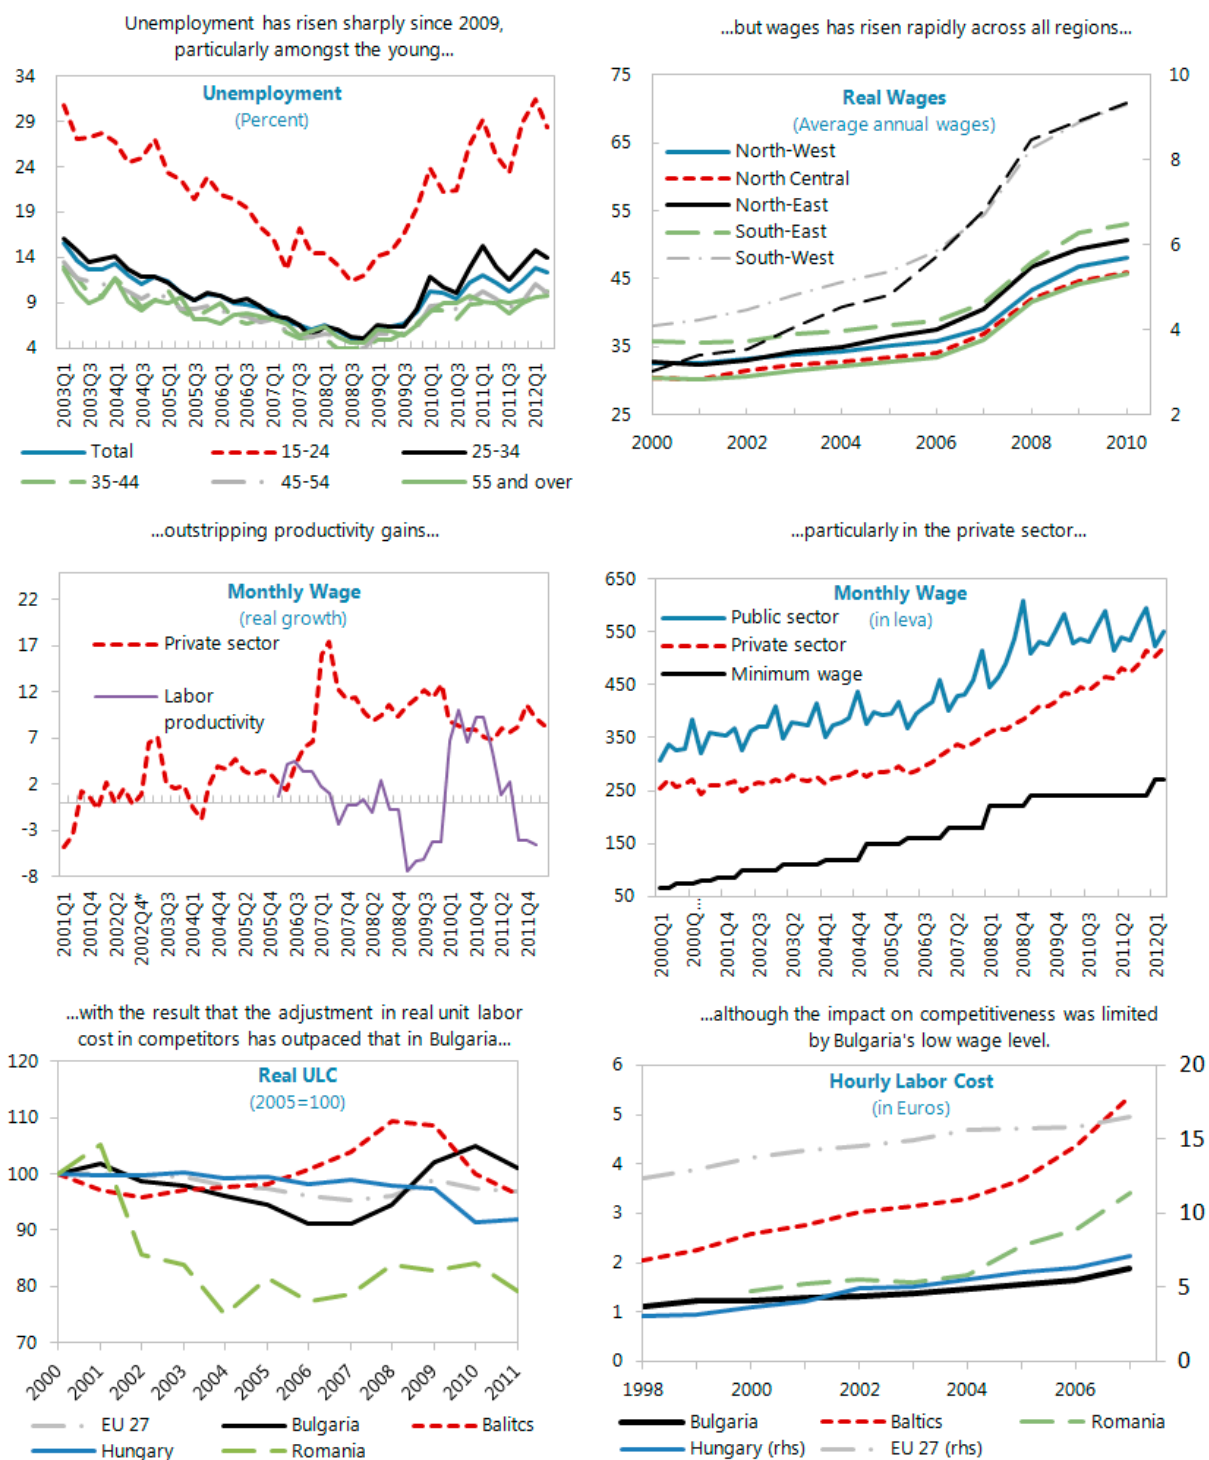 Unemployment has risen sharply since 2009,
particularly amongst the young...
34
29
24
19
14
9
4
Unemployment
(Percent)
2003Q1
2003Q3
2004Q1
2004Q3
2005Q1
2005Q3
2006Q1
2006Q3
2007Q1
2007Q3
2008Q1
2008Q3
2009Q1
2009Q3
2010Q1
2010Q3
2011Q1
2011Q3
2012Q1
Total
15-24
25-34
35-44
45-54
55 and over
...but wages has risen rapidly across all regions...
75
65
55
45
35
25
Real Wages
(Average annual wages)
North-West
North Central
North-East
South-East
South-West
10
8
6
4
2
2000
2002
2004
2006
2008
2010
...outstripping productivity gains...
22
17
12
7
2
-3
-8
Monthly Wage
(real growth)
Private sector
Labor
productivity
2001Q1
2001Q4
2002Q2
2002Q4*
2003Q3
2004Q1
2004Q4
2005Q2
2005Q4
2006Q3
2007Q1
2007Q4
2008Q2
2008Q4
2009Q3
2010Q1
2010Q4
2011Q2
2011Q4
...particularly in the private sector...
650
550
450
350
250
150
50
Monthly Wage
(in leva)
Public sector
Private sector
Minimum wage
2000Q1
2000Q...
2001Q4
2002Q3
2003Q2
2004Q1
2004Q4
2005Q4
2006Q3
2007Q2
2008Q1
2008Q4
2009Q4
2010Q3
2011Q2
2012Q1
...with the result that the adjustment in real unit labor
cost in competitors has outpaced that in Bulgaria...
120
110
100
90
80
70
Real ULC
(2005=100)
2000
2001
2002
2003
2004
2005
2006
2007
2008
2009
2010
2011
EU 27
Bulgaria
Balitcs
Hungary
Romania
...although the impact on competitiveness was limited
by Bulgaria's low wage level.
6
5
4
3
2
1
0
Hourly Labor Cost
(in Euros)
20
15
10
5
0
1998
2000
2002
2004
2006
Bulgaria
Baltics
Romania
Hungary (rhs)
EU 27 (rhs)